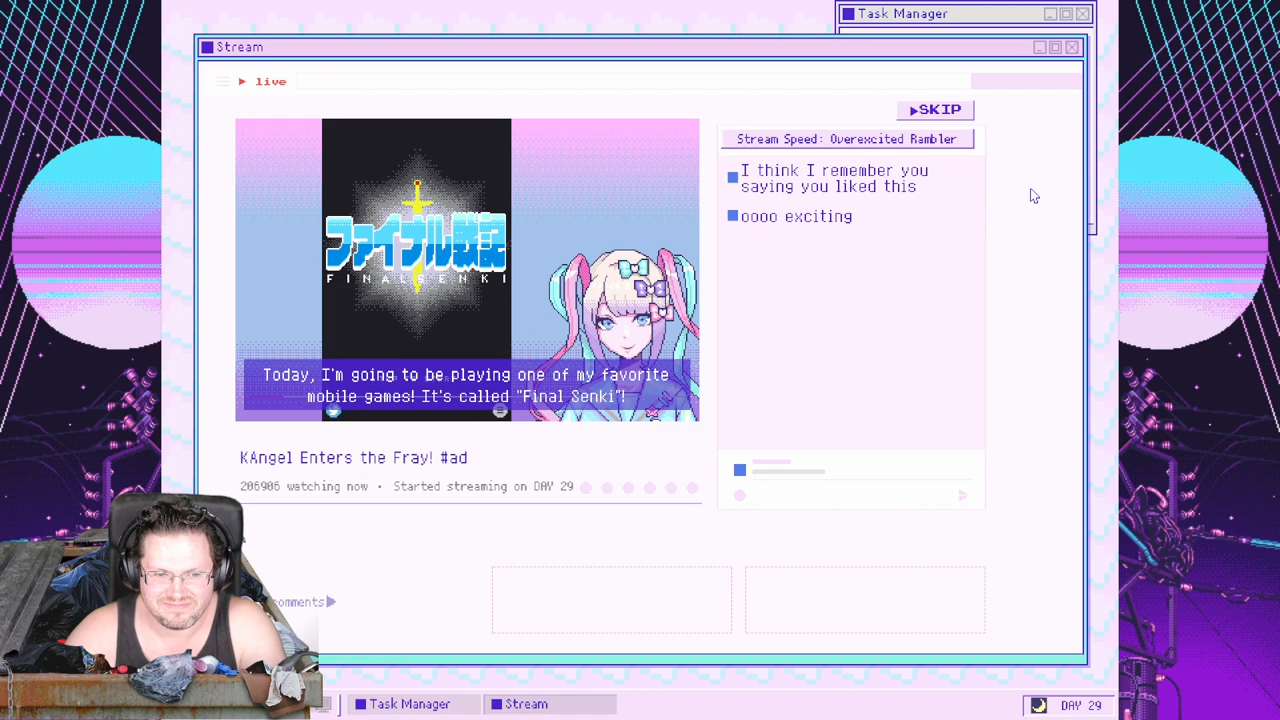 Task Manager
Stream
live
▶SKIP
Stream Speed: Overexcited Rambler
I think I remember you
saying you liked this
oooo exciting
ファイナル戦記
FINAL SENKI
Today, I'm going to be playing one of my favorite
mobile games! It's called "Final Senki"!
KAngel Enters the Fray! #ad
206906 watching now • Started streaming on DAY 29
comments▶
Task Manager
Stream
DAY 29